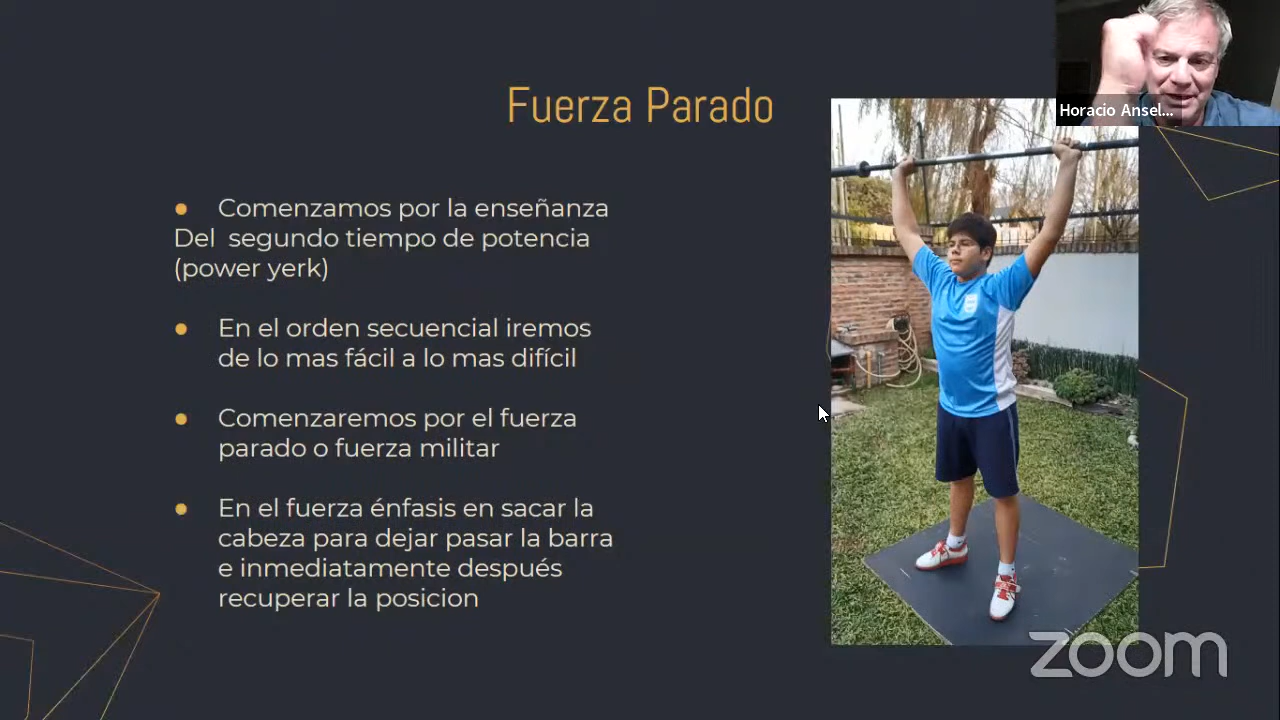 Fuerza Parado
Horacio Ansel...
● Comenzamos por la enseñanza
Del segundo tiempo de potencia
(power yerk)
● En el orden secuencial iremos
de lo mas fácil a lo mas difícil
● Comenzaremos por el fuerza
parado o fuerza militar
● En el fuerza énfasis en sacar la
cabeza para dejar pasar la barra
e inmediatamente después
recuperar la posicion
zoom